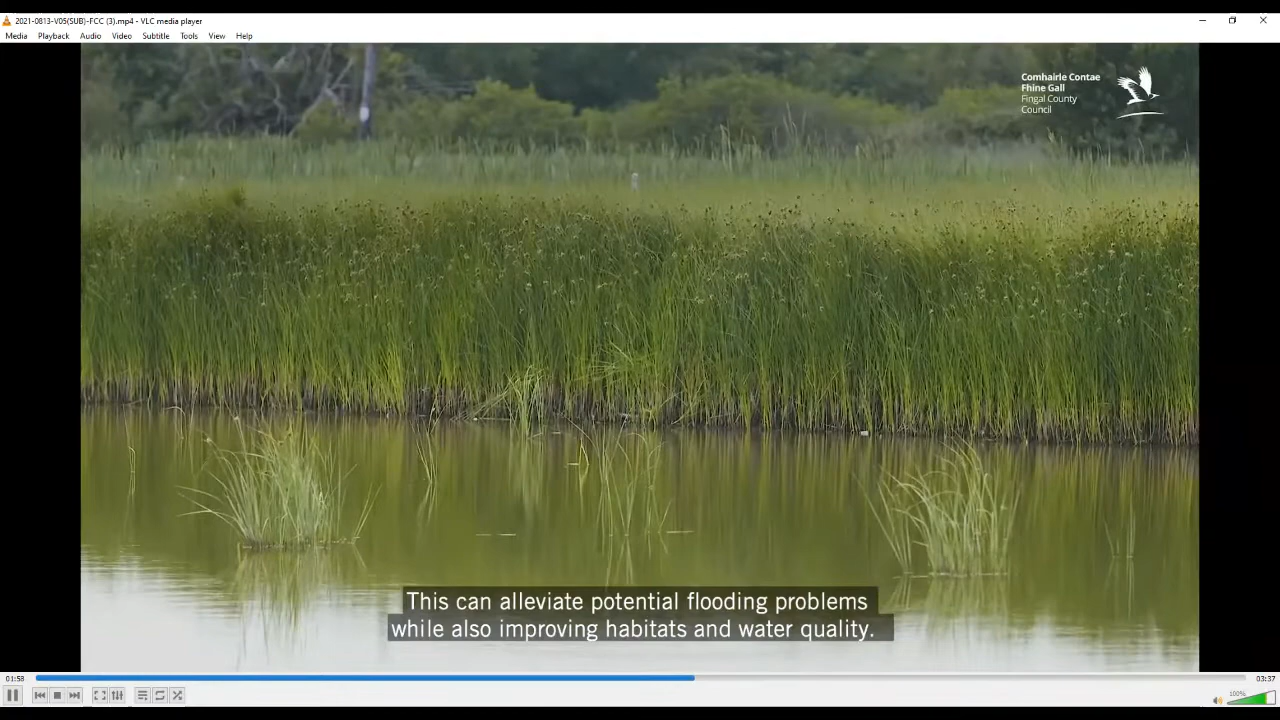 2021-0813-V05(SUB)-FCC (3).mp4 - VLC media player
Media Playback Audio Video Subtitle Tools View Help
Comhairle Contae
Fhine Gall
Fingal County
Council
This can alleviate potential flooding problems
while also improving habitats and water quality.
01:58
03:37
100%